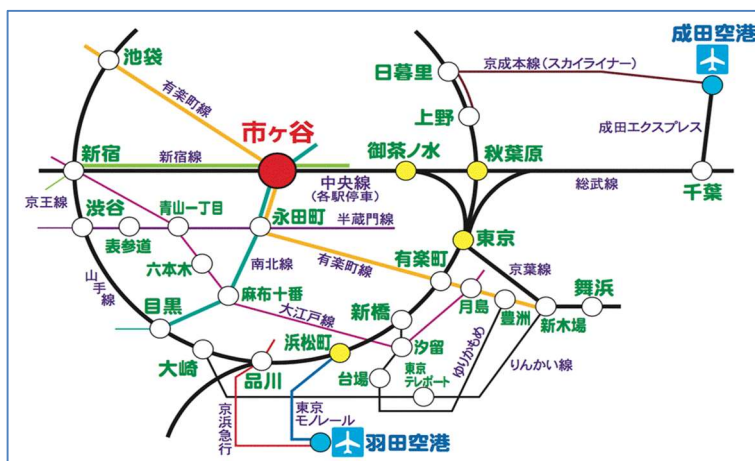 池袋
有楽町線
市ヶ谷
新宿
新宿線
京王線
中央線
(各駅停車)
御茶ノ水
秋葉原
日暮里
上野
京成本線(スカイライナー)
成田空港
成田エクスプレス
総武線
千葉
渋谷
表参道
青山一丁目
永田町
半蔵門線
東京
山手線
六本木
南北線
有楽町線
有楽町
京葉線
舞浜
目黒
麻布十番
大江戸線
新橋
月島
豊洲
新木場
大崎
品川
浜松町
汐留
台場
東京
テレポート
ゆりかもめ
りんかい線
京浜急行
東京
モノレール
羽田空港